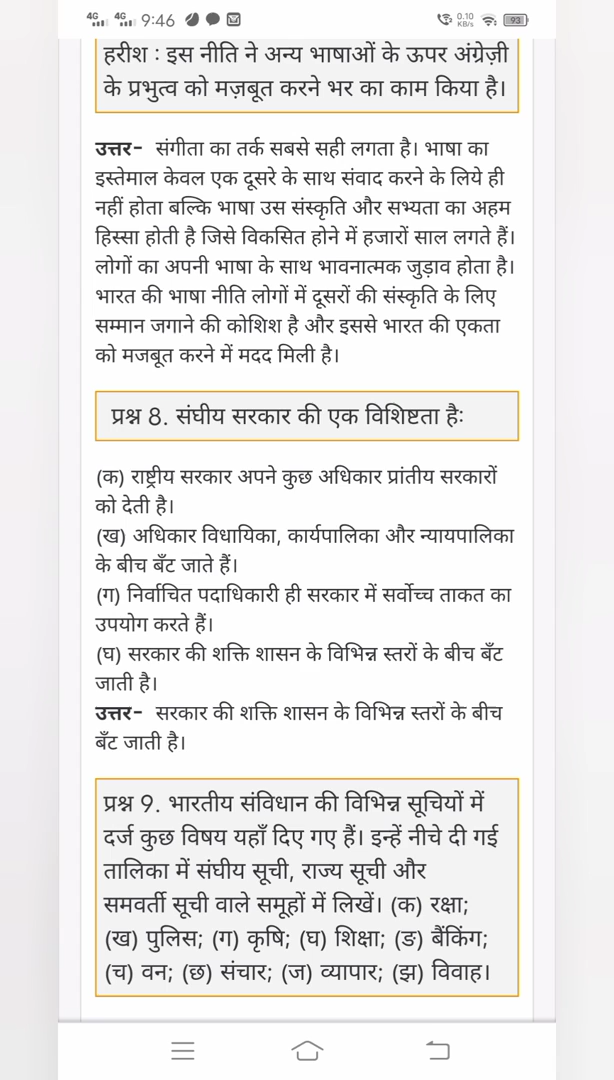 4G 4G 9:46 0.10 KB/s 93
हरीश : इस नीति ने अन्य भाषाओं के ऊपर अंग्रेज़ी
के प्रभुत्व को मज़बूत करने भर का काम किया है।
उत्तर- संगीता का तर्क सबसे सही लगता है। भाषा का
इस्तेमाल केवल एक दूसरे के साथ संवाद करने के लिये ही
नहीं होता बल्कि भाषा उस संस्कृति और सभ्यता का अहम
हिस्सा होती है जिसे विकसित होने में हजारों साल लगते हैं।
लोगों का अपनी भाषा के साथ भावनात्मक जुड़ाव होता है।
भारत की भाषा नीति लोगों में दूसरों की संस्कृति के लिए
सम्मान जगाने की कोशिश है और इससे भारत की एकता
को मजबूत करने में मदद मिली है।
प्रश्न 8. संघीय सरकार की एक विशिष्टता हैः
(क) राष्ट्रीय सरकार अपने कुछ अधिकार प्रांतीय सरकारों
को देती है।
(ख) अधिकार विधायिका, कार्यपालिका और न्यायपालिका
के बीच बँट जाते हैं।
(ग) निर्वाचित पदाधिकारी ही सरकार में सर्वोच्च ताकत का
उपयोग करते हैं।
(घ) सरकार की शक्ति शासन के विभिन्न स्तरों के बीच बँट
जाती है।
उत्तर- सरकार की शक्ति शासन के विभिन्न स्तरों के बीच
बँट जाती है।
प्रश्न 9. भारतीय संविधान की विभिन्न सूचियों में
दर्ज कुछ विषय यहाँ दिए गए हैं। इन्हें नीचे दी गई
तालिका में संघीय सूची, राज्य सूची और
समवर्ती सूची वाले समूहों में लिखें। (क) रक्षा;
(ख) पुलिस; (ग) कृषि; (घ) शिक्षा; (ङ) बैंकिंग;
(च) वन; (छ) संचार; (ज) व्यापार; (झ) विवाह।